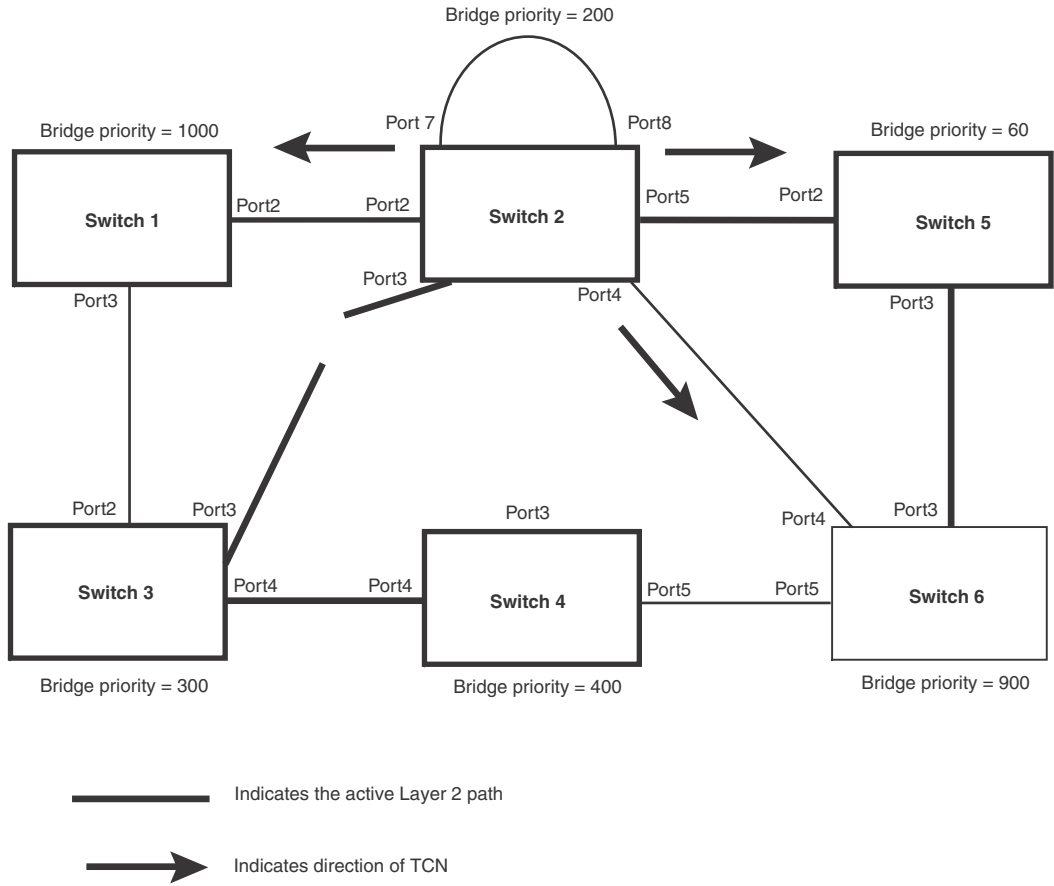 Bridge priority = 200
Port 7
Port8
Bridge priority = 1000
Bridge priority = 60
Switch 1
Port2
Port2
Switch 2
Port5
Port2
Switch 5
Port3
Port3
Port4
Port3
Port2
Port3
Port3
Port4
Port3
Switch 3
Port4
Port4
Switch 4
Port5
Port5
Switch 6
Bridge priority = 300
Bridge priority = 400
Bridge priority = 900
Indicates the active Layer 2 path
Indicates direction of TCN